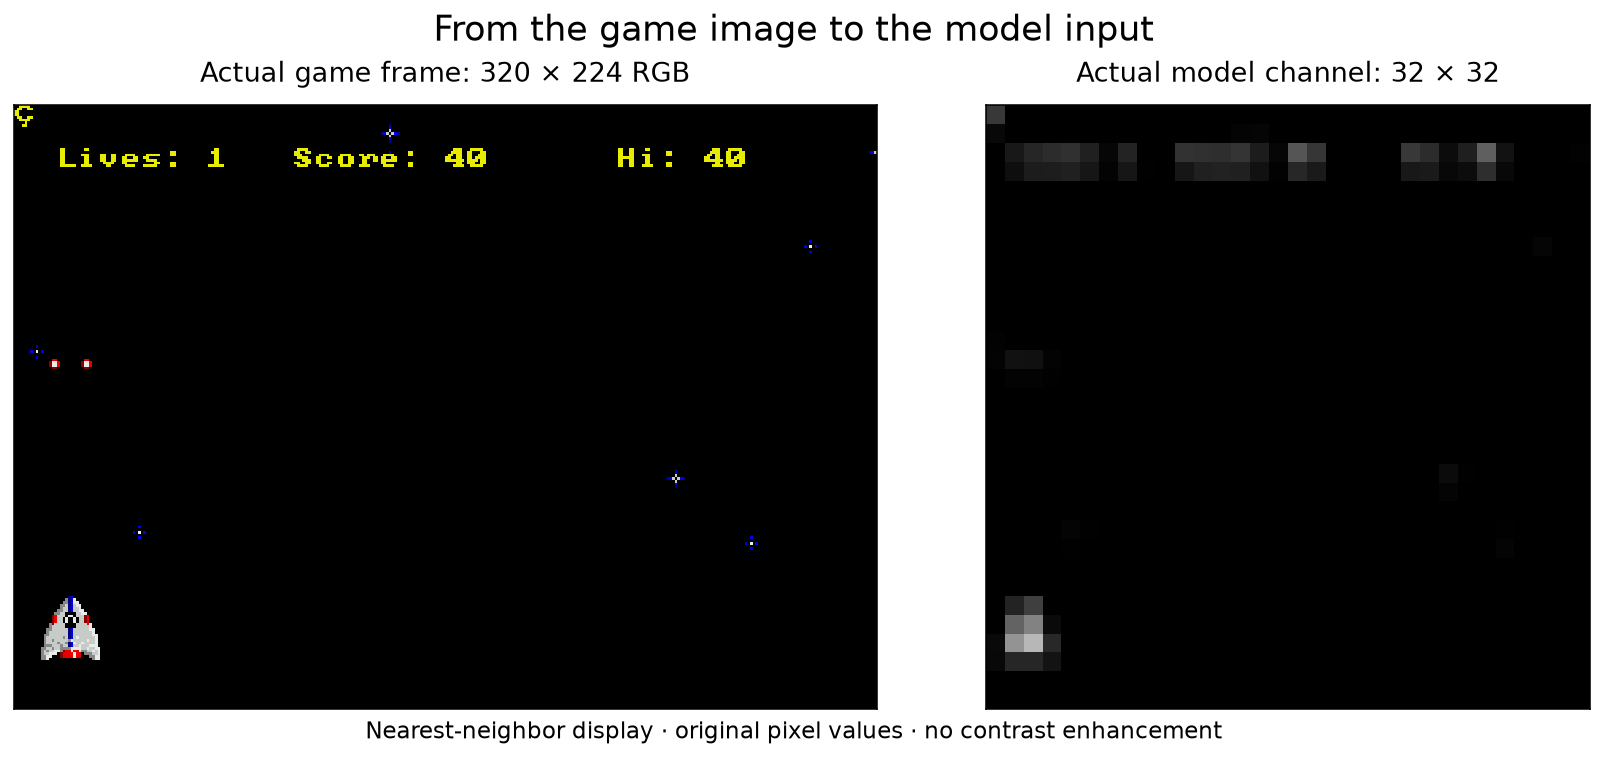 From the game image to the model input
Actual game frame: 320 × 224 RGB
Actual model channel: 32 × 32
Ç
Lives: 1 Score: 40 Hi: 40
Nearest-neighbor display · original pixel values · no contrast enhancement